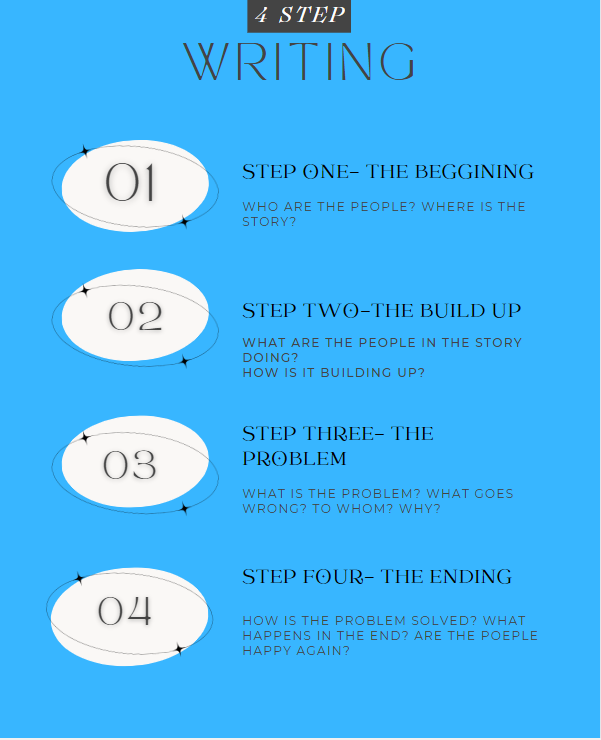 4 STEP
WRITING
01
STEP ONE- THE BEGGINING
WHO ARE THE PEOPLE? WHERE IS THE
STORY?
02
STEP TWO-THE BUILD UP
WHAT ARE THE PEOPLE IN THE STORY
DOING?
HOW IS IT BUILDING UP?
03
STEP THREE- THE
PROBLEM
WHAT IS THE PROBLEM? WHAT GOES
WRONG? TO WHOM? WHY?
04
STEP FOUR- THE ENDING
HOW IS THE PROBLEM SOLVED? WHAT
HAPPENS IN THE END? ARE THE POEPLE
HAPPY AGAIN?